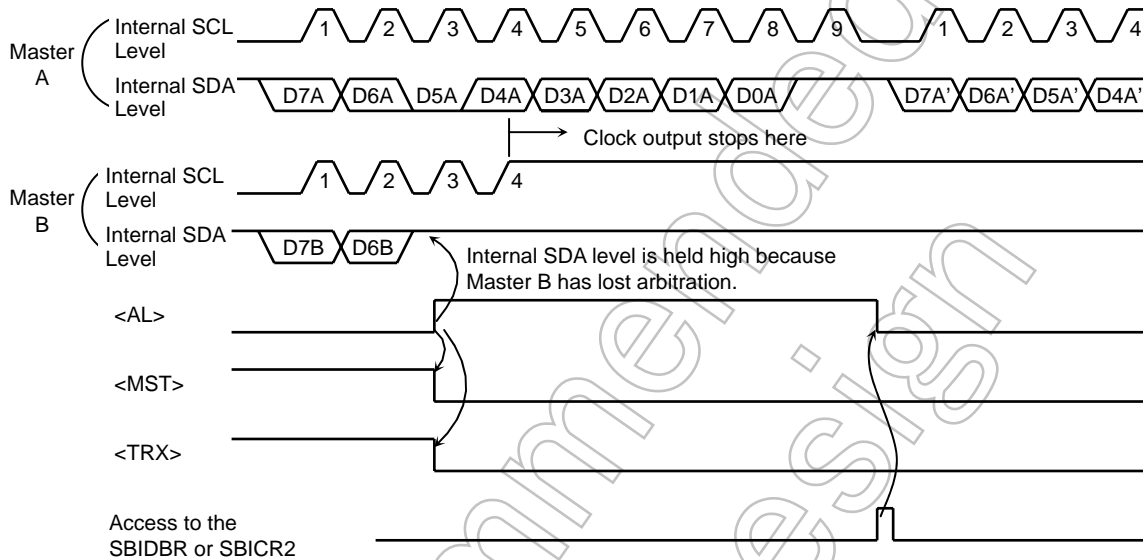 Internal SCL Level 1 2 3 4 5 6 7 8 9 1 2 3 4
Master A
Internal SDA Level D7A D6A D5A D4A D3A D2A D1A D0A D7A' D6A' D5A' D4A'
Clock output stops here
Internal SCL Level 1 2 3 4
Master B
Internal SDA Level D7B D6B
Internal SDA level is held high because
Master B has lost arbitration.
<AL>
<MST>
<TRX>
Access to the
SBIDBR or SBICR2